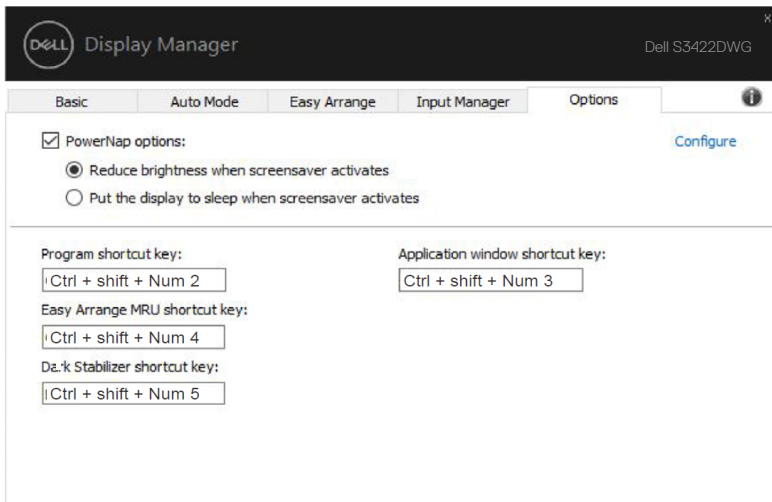 DELL Display Manager
Dell S3422DWG
Basic Auto Mode Easy Arrange Input Manager Options
PowerNap options: Configure
Reduce brightness when screensaver activates
Put the display to sleep when screensaver activates
Program shortcut key: Application window shortcut key:
Ctrl + shift + Num 2 Ctrl + shift + Num 3
Easy Arrange MRU shortcut key:
Ctrl + shift + Num 4
Dark Stabilizer shortcut key:
Ctrl + shift + Num 5